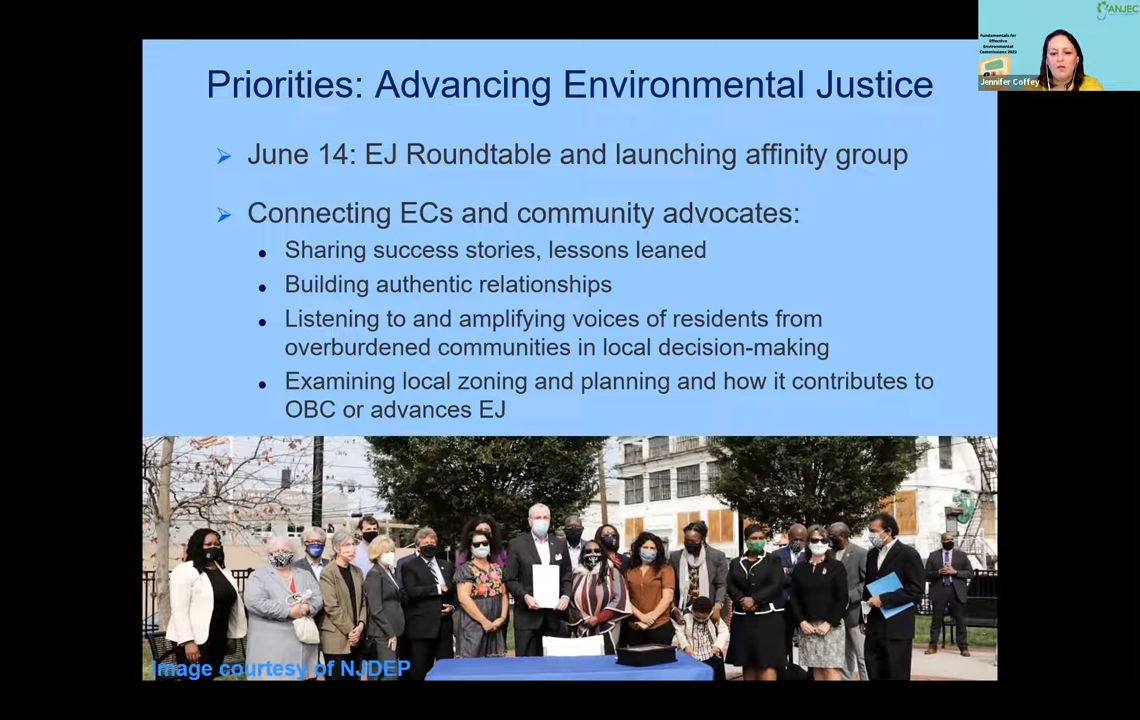 ANJEC
Fundamentals for
Effective
Environmental
Commissions 2022
Jennifer Coffey
Priorities: Advancing Environmental Justice
June 14: EJ Roundtable and launching affinity group
Connecting ECs and community advocates:
Sharing success stories, lessons leaned
Building authentic relationships
Listening to and amplifying voices of residents from
overburdened communities in local decision-making
Examining local zoning and planning and how it contributes to
OBC or advances EJ
Image courtesy of NJDEP